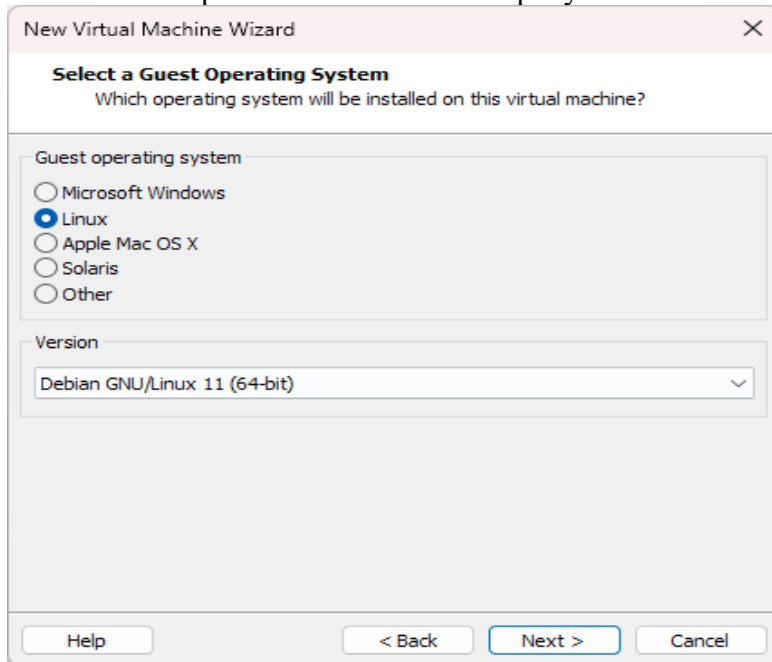 New Virtual Machine Wizard
Select a Guest Operating System
Which operating system will be installed on this virtual machine?
Guest operating system
Microsoft Windows
Linux
Apple Mac OS X
Solaris
Other
Version
Debian GNU/Linux 11 (64-bit)
Help
< Back
Next >
Cancel